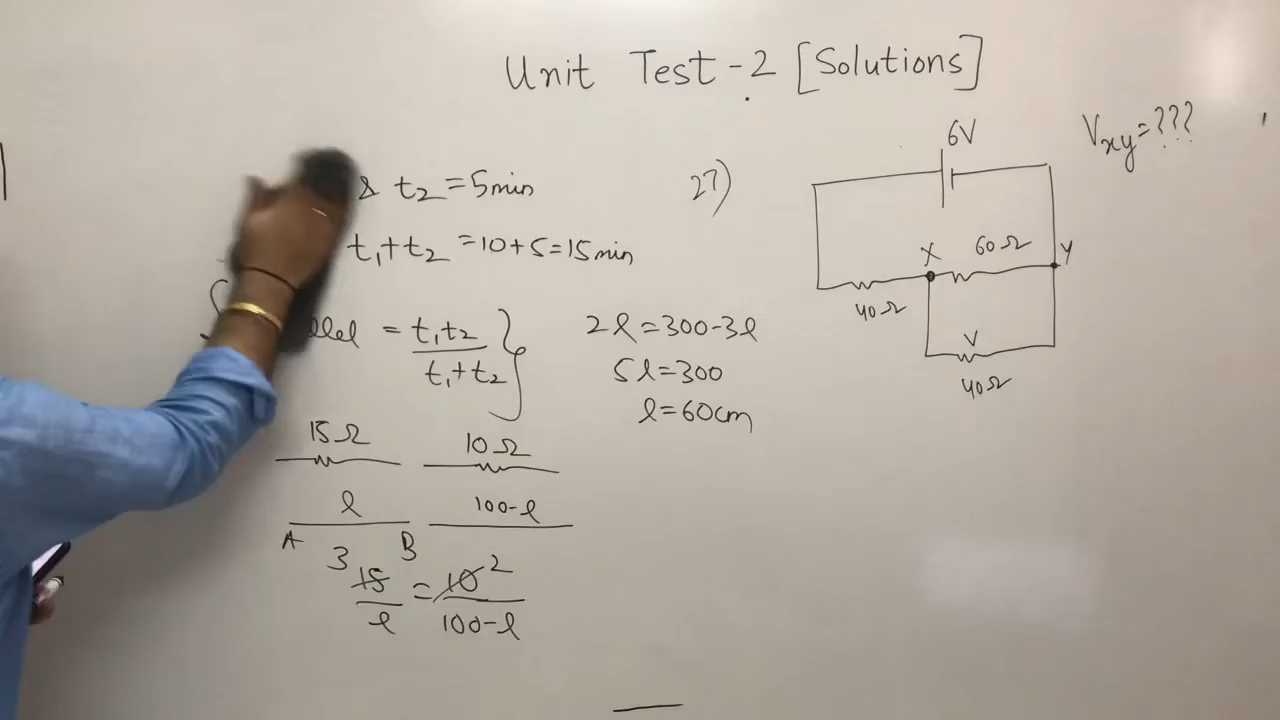 Unit Test-2 [Solutions]
& t₂ = 5min
t₁+t₂ = 10+5=15min
= t₁t₂
t₁+t₂
15Ω 10Ω
l 100-l
A B
3 15 = 10 2
l 100-l
2l = 300-3l
5l = 300
l = 60cm
27)
6V
Vxy = ???
X 60Ω Y
40Ω
V
40Ω